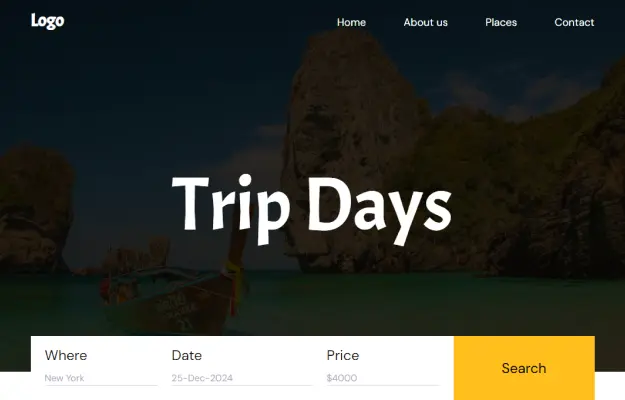 Logo
Home About us Places Contact
Trip Days
Where Date Price
Search
New York 25-Dec-2024 $4000